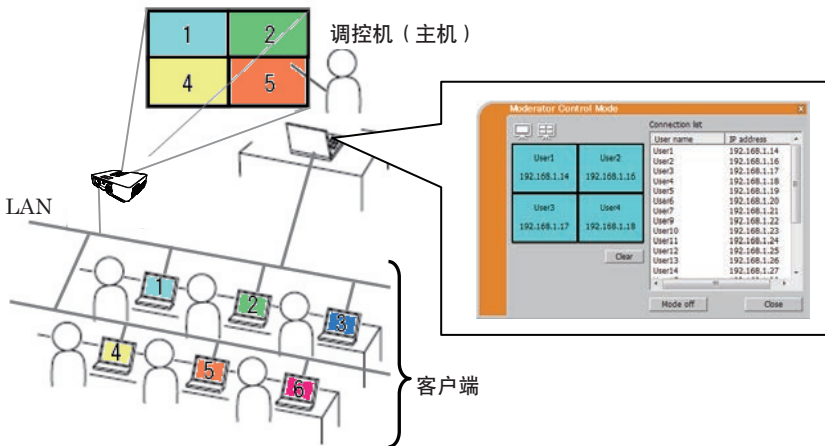 1
2
4
5
调控机（主机）
LAN
1
2
3
4
5
6
客户端
Moderator Control Mode
X
Connection list
User name IP address
User1 192.168.1.14
User2 192.168.1.16
User3 192.168.1.17
User4 192.168.1.18
User5 192.168.1.19
User6 192.168.1.20
User7 192.168.1.21
User9 192.168.1.22
User10 192.168.1.23
User11 192.168.1.24
User12 192.168.1.25
User13 192.168.1.26
User14 192.168.1.27
User1 User2
192.168.1.14 192.168.1.16
User3 User4
192.168.1.17 192.168.1.18
Clear
Mode off Close